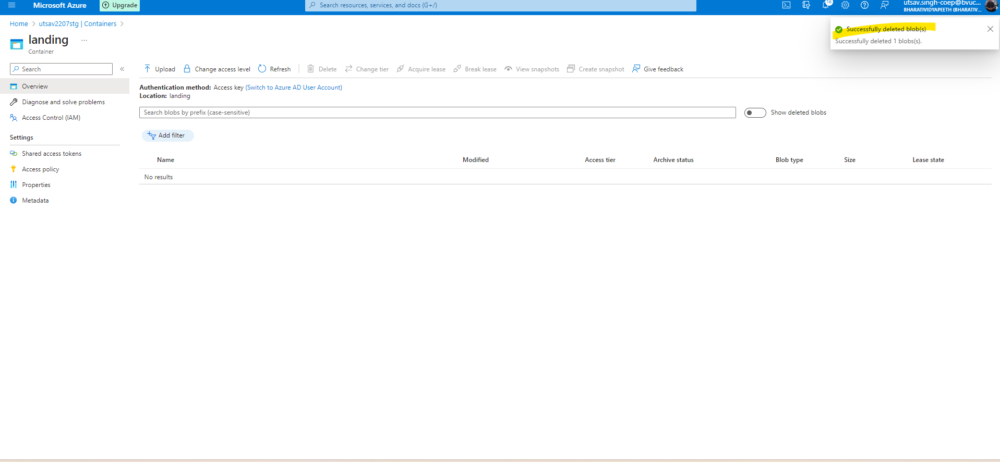 Microsoft Azure
Upgrade
Search resources, services, and docs (G+/)
18
utsav.singh-coep@bvuc...
BHARATIVIDYAPEETH (BHARATIV...
Home > utsav2207stg | Containers >
Successfully deleted blob(s)
Successfully deleted 1 blobs(s).
landing ...
Container
Search
«
Upload Change access level Refresh Delete Change tier Acquire lease Break lease View snapshots Create snapshot Give feedback
Overview
Diagnose and solve problems
Access Control (IAM)
Settings
Shared access tokens
Access policy
Properties
Metadata
Authentication method: Access key (Switch to Azure AD User Account)
Location: landing
Search blobs by prefix (case-sensitive)
Show deleted blobs
Add filter
Name Modified Access tier Archive status Blob type Size Lease state
No results